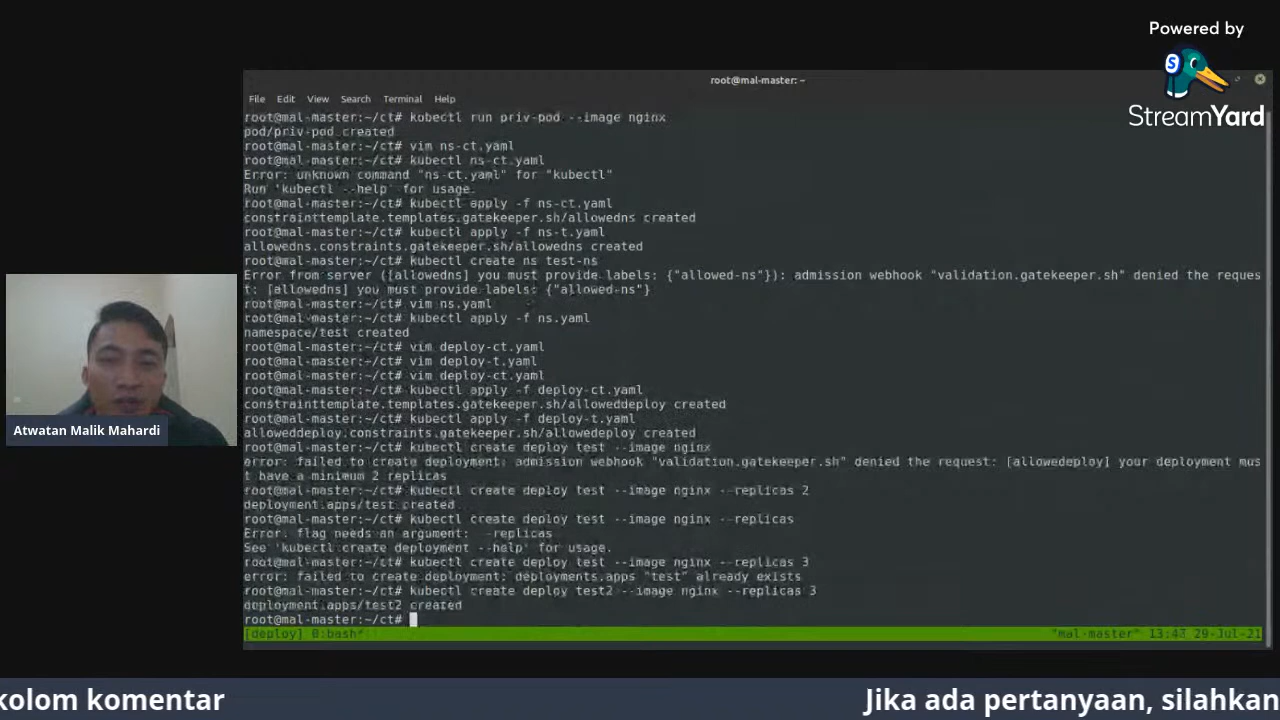 Powered by
StreamYard
root@mal-master: ~
File Edit View Search Terminal Help
root@mal-master:~/ct# kubectl run priv-pod --image nginx
pod/priv-pod created
root@mal-master:~/ct# vim ns-ct.yaml
root@mal-master:~/ct# kubectl ns-ct.yaml
Error: unknown command "ns-ct.yaml" for "kubectl"
Run 'kubectl --help' for usage.
root@mal-master:~/ct# kubectl apply -f ns-ct.yaml
constrainttemplate.templates.gatekeeper.sh/allowedns created
root@mal-master:~/ct# kubectl apply -f ns-t.yaml
allowedns.constraints.gatekeeper.sh/allowedns created
root@mal-master:~/ct# kubectl create ns test-ns
Error from server ([allowedns] you must provide labels: {"allowed-ns"}): admission webhook "validation.gatekeeper.sh" denied the reques
t: [allowedns] you must provide labels: {"allowed-ns"}
root@mal-master:~/ct# vim ns.yaml
root@mal-master:~/ct# kubectl apply -f ns.yaml
namespace/test created
root@mal-master:~/ct# vim deploy-ct.yaml
root@mal-master:~/ct# vim deploy-t.yaml
root@mal-master:~/ct# vim deploy-ct.yaml
root@mal-master:~/ct# kubectl apply -f deploy-ct.yaml
constrainttemplate.templates.gatekeeper.sh/alloweddeploy created
root@mal-master:~/ct# kubectl apply -f deploy-t.yaml
alloweddeploy.constraints.gatekeeper.sh/allowedeploy created
root@mal-master:~/ct# kubectl create deploy test --image nginx
error: failed to create deployment: admission webhook "validation.gatekeeper.sh" denied the request: [allowedeploy] your deployment mus
t have a minimum 2 replicas
root@mal-master:~/ct# kubectl create deploy test --image nginx --replicas 2
deployment.apps/test created
root@mal-master:~/ct# kubectl create deploy test --image nginx --replicas
Error: flag needs an argument: --replicas
See 'kubectl create deployment --help' for usage.
root@mal-master:~/ct# kubectl create deploy test --image nginx --replicas 3
error: failed to create deployment: deployments.apps "test" already exists
root@mal-master:~/ct# kubectl create deploy test2 --image nginx --replicas 3
deployment.apps/test2 created
root@mal-master:~/ct#
[deploy] 0:bash* "mal-master" 13:43 29-Jul-21
Atwatan Malik Mahardi
kolom komentar
Jika ada pertanyaan, silahkan